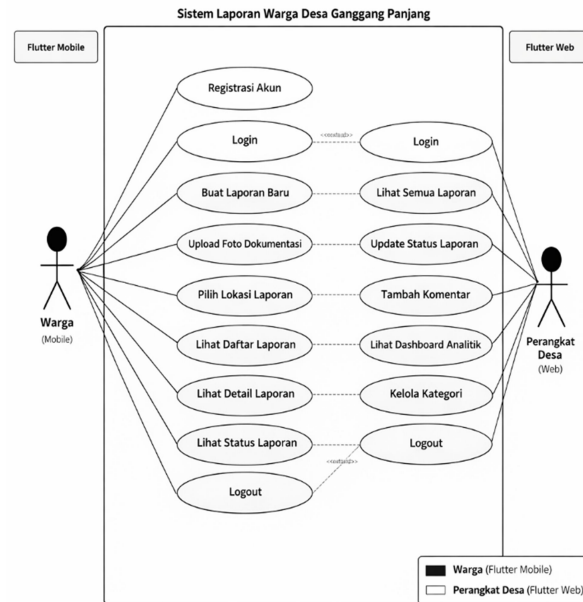 Sistem Laporan Warga Desa Ganggang Panjang
Flutter Mobile
Flutter Web
Registrasi Akun
Login
Login
Buat Laporan Baru
Lihat Semua Laporan
Upload Foto Dokumentasi
Update Status Laporan
Pilih Lokasi Laporan
Tambah Komentar
Warga
(Mobile)
Perangkat
Desa
(Web)
Lihat Daftar Laporan
Lihat Dashboard Analitik
Lihat Detail Laporan
Kelola Kategori
Lihat Status Laporan
Logout
Logout
Warga (Flutter Mobile)
Perangkat Desa (Flutter Web)